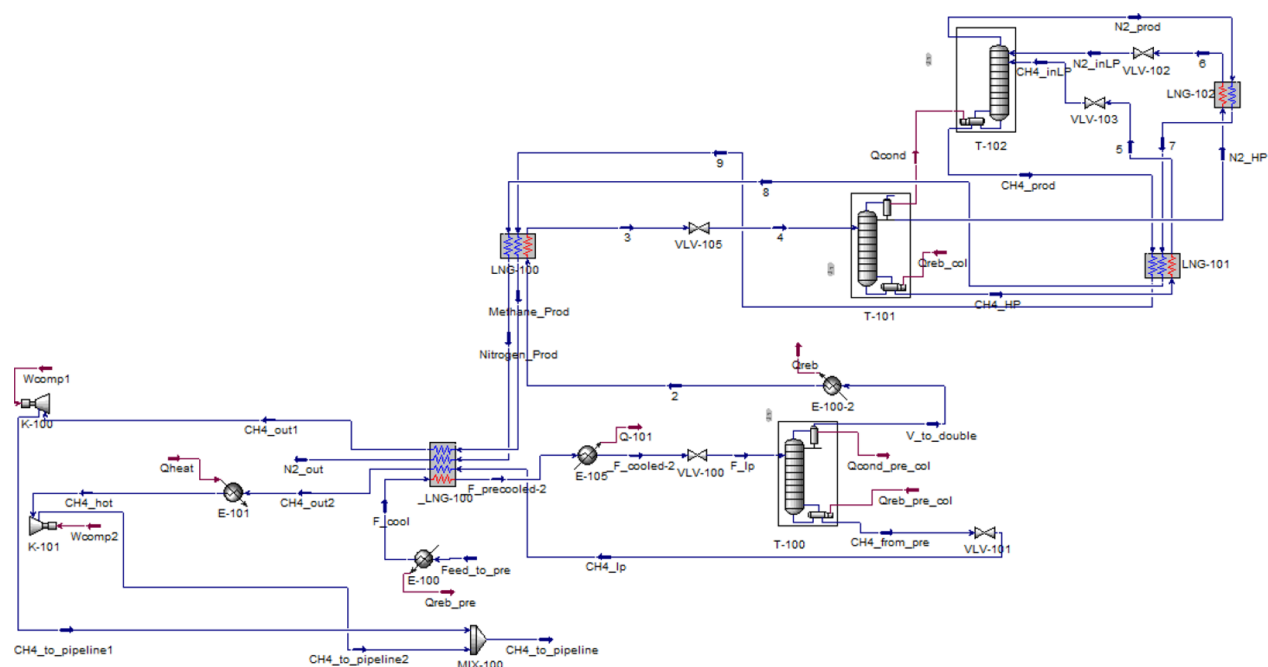 N2_prod
T-102
N2_inLP
CH4_inLP
VLV-102
6
LNG-102
VLV-103
Qcond
5
7
N2_HP
CH4_prod
9
8
3
VLV-105
4
LNG-100
Qreb_col
LNG-101
CH4_HP
T-101
Methane_Prod
Nitrogen_Prod
Qreb
Wcomp1
2
E-100-2
K-100
CH4_out1
Q-101
V_to_double
Qheat
N2_out
E-105
_F_cooled-2
VLV-100
F_lp
Qcond_pre_col
CH4_hot
E-101
CH4_out2
_LNG-100
F_precooled-2
Qreb_pre_col
K-101
Wcomp2
F_cool
CH4_from_pre
VLV-101
T-100
CH4_lp
E-100
Feed_to_pre
Qreb_pre
CH4_to_pipeline1
CH4_to_pipeline2
CH4_to_pipeline
MIX-100